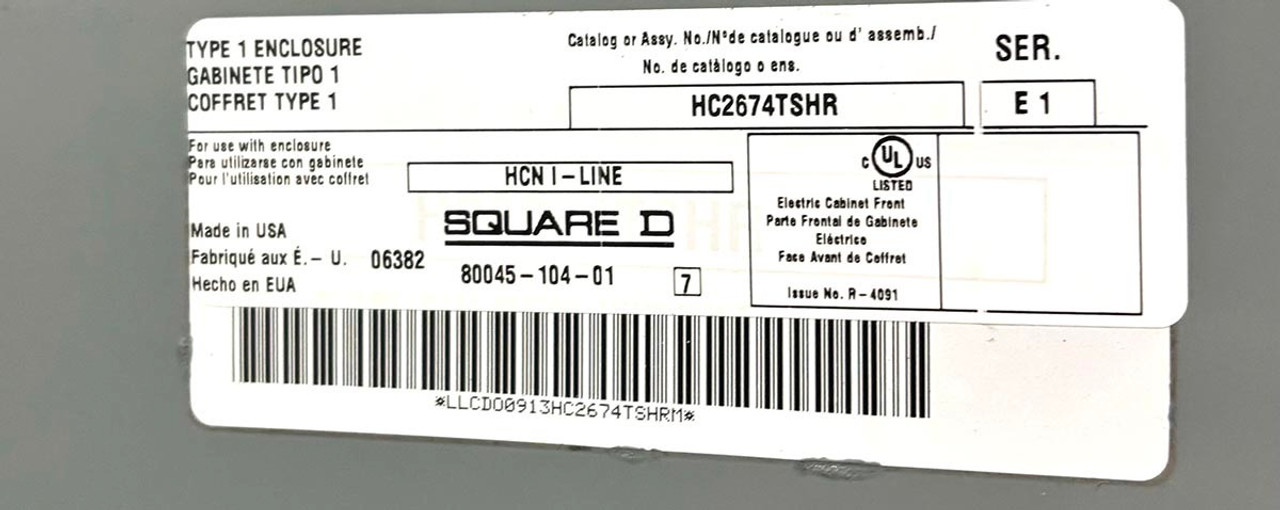 TYPE 1 ENCLOSURE
GABINETE TIPO 1
COFFRET TYPE 1
Catalog or Assy. No./N°de catalogue ou d' assemb./
No. de catàlogo o ens.
SER.
HC2674TSHR
E 1
For use with enclosure
Para utilizarse con gabinete
Pour l'utilisation avec coffret
HCN I-LINE
SQUARE D
Made in USA
Fabriqué aux É.- U.
Hecho en EUA
06382
80045-104-01
7
C UL US
LISTED
Electric Cabinet Front
Parte Frontal de Gabinete
Eléctrico
Face Avant de Coffret
Issue No. R-4091
*LLCDO0913HC2674TSHRM*